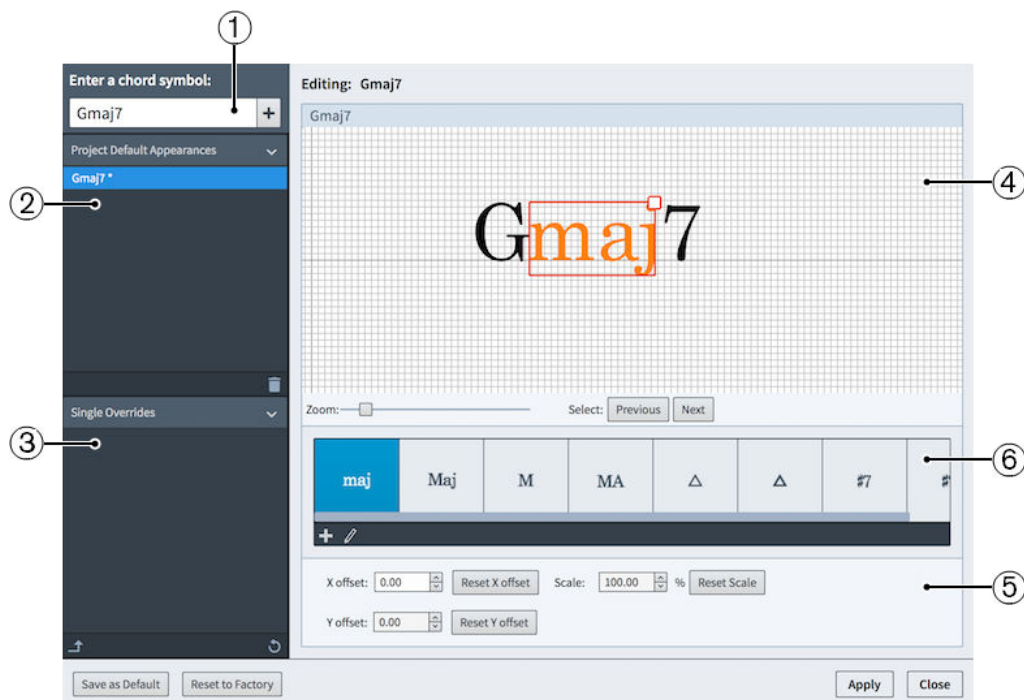 1
Enter a chord symbol:
Editing: Gmaj7
Gmaj7 +
Gmaj7
Project Default Appearances
Gmaj7 *
4
2
Gmaj7
Single Overrides
Zoom:
Select: Previous Next
3
6
maj Maj M MA △ △ ♯7 ♯
X offset: 0.00 Reset X offset Scale: 100.00 % Reset Scale
5
Y offset: 0.00 Reset Y offset
Save as Default Reset to Factory Apply Close